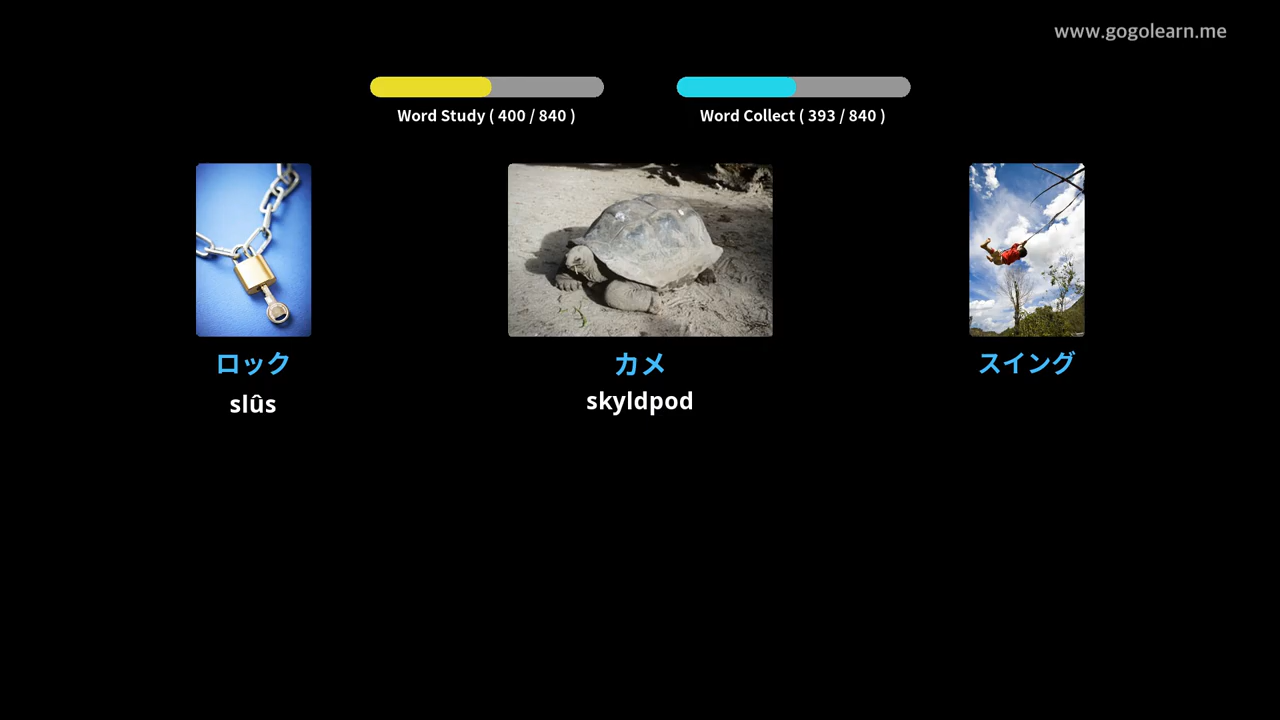 www.gogolearn.me
Word Study ( 400 / 840 )
Word Collect ( 393 / 840 )
ロック
カメ
スイング
slûs
skyldpod